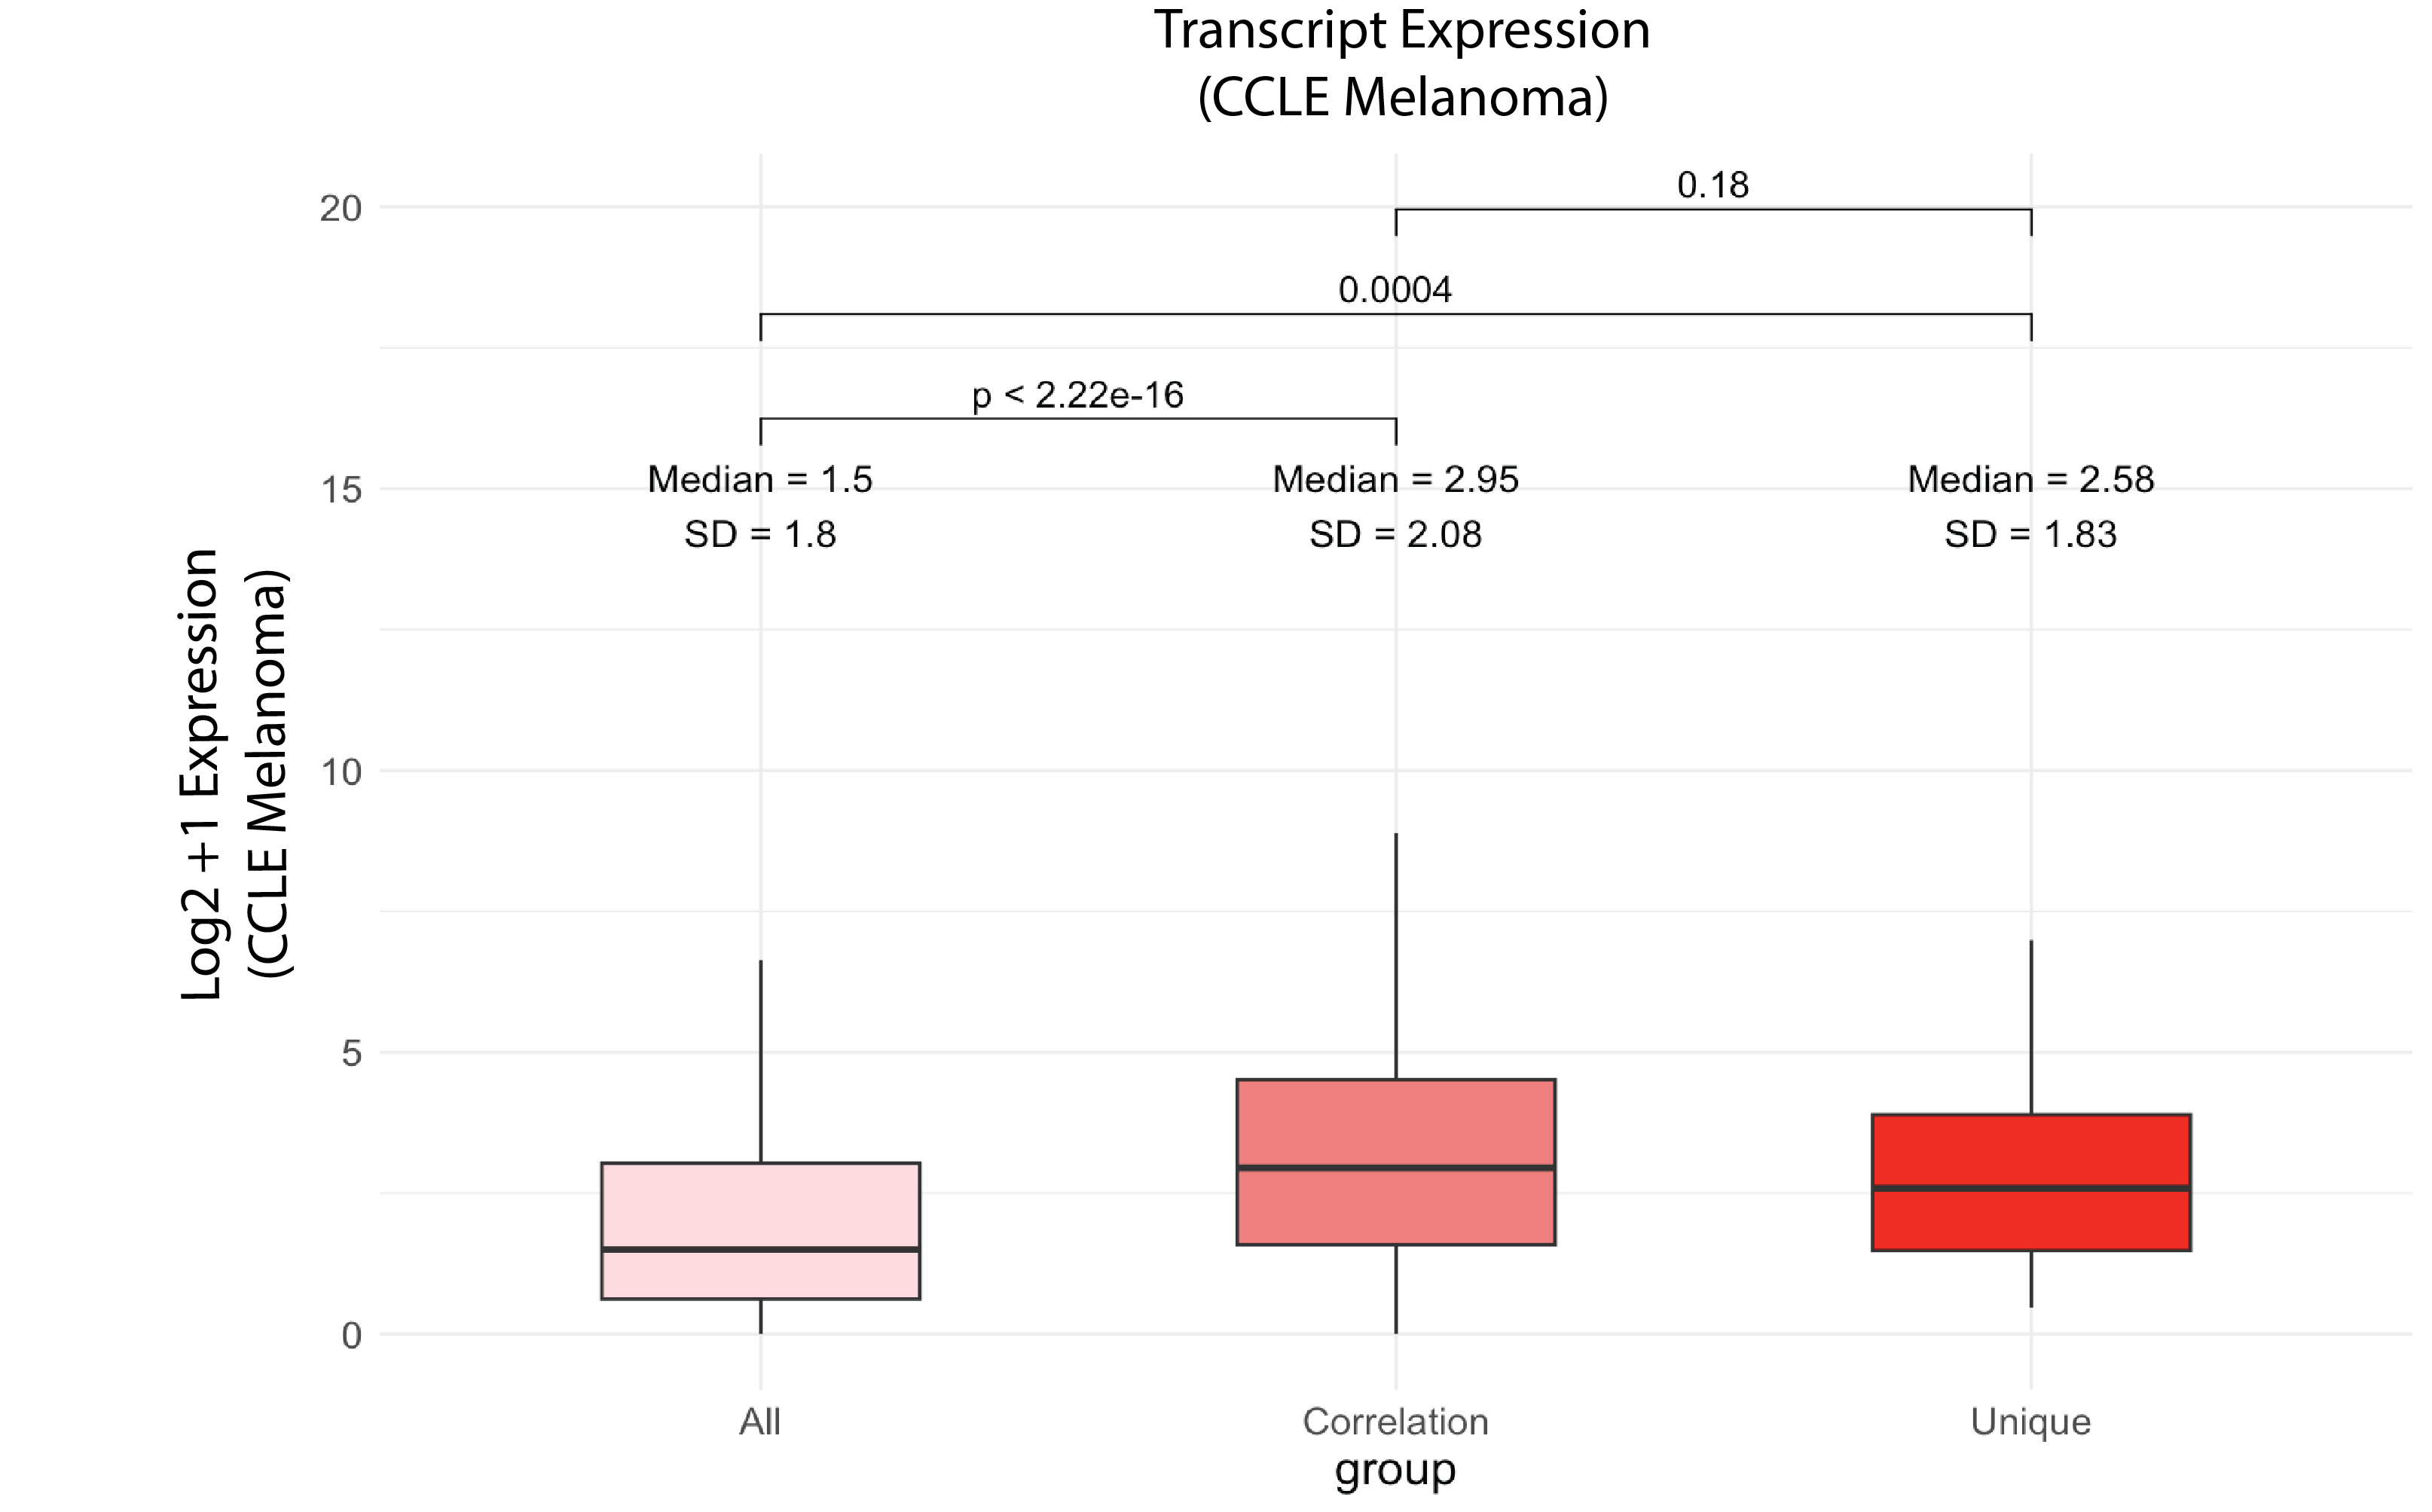 Transcript Expression
(CCLE Melanoma)
Log2 +1 Expression
(CCLE Melanoma)
20
15
10
5
0
0.18
0.0004
p < 2.22e-16
Median = 1.5
SD = 1.8
Median = 2.95
SD = 2.08
Median = 2.58
SD = 1.83
All
Correlation
Unique
group